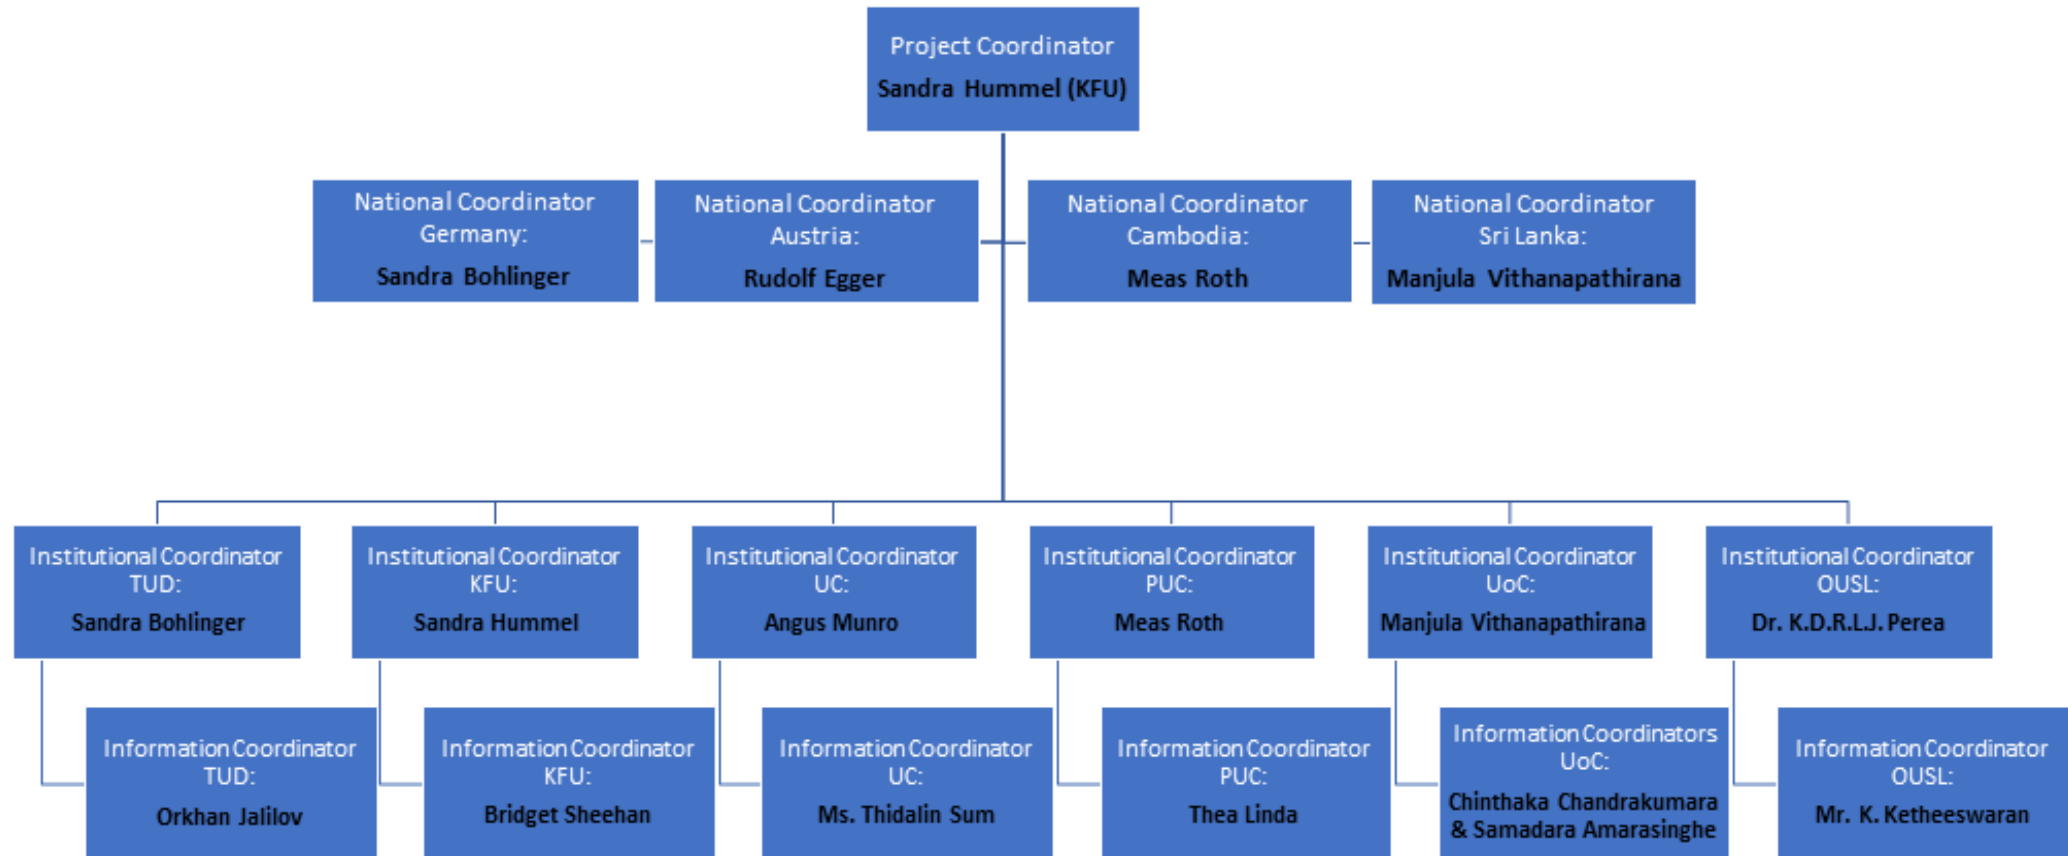 Project Coordinator
Sandra Hummel (KFU)
National Coordinator
Germany:
Sandra Bohlinger
National Coordinator
Austria:
Rudolf Egger
National Coordinator
Cambodia:
Meas Roth
National Coordinator
Sri Lanka:
Manjula Vithanapathirana
Institutional Coordinator
TUD:
Sandra Bohlinger
Institutional Coordinator
KFU:
Sandra Hummel
Institutional Coordinator
UC:
Angus Munro
Institutional Coordinator
PUC:
Meas Roth
Institutional Coordinator
UoC:
Manjula Vithanapathirana
Institutional Coordinator
OUSL:
Dr. K.D.R.L.J. Perea
Information Coordinator
TUD:
Orkhan Jalilov
Information Coordinator
KFU:
Bridget Sheehan
Information Coordinator
UC:
Ms. Thidalin Sum
Information Coordinator
PUC:
Thea Linda
Information Coordinators
UoC:
Chinthaka Chandrakumara
& Samadara Amarasinghe
Information Coordinator
OUSL:
Mr. K. Ketheeswaran